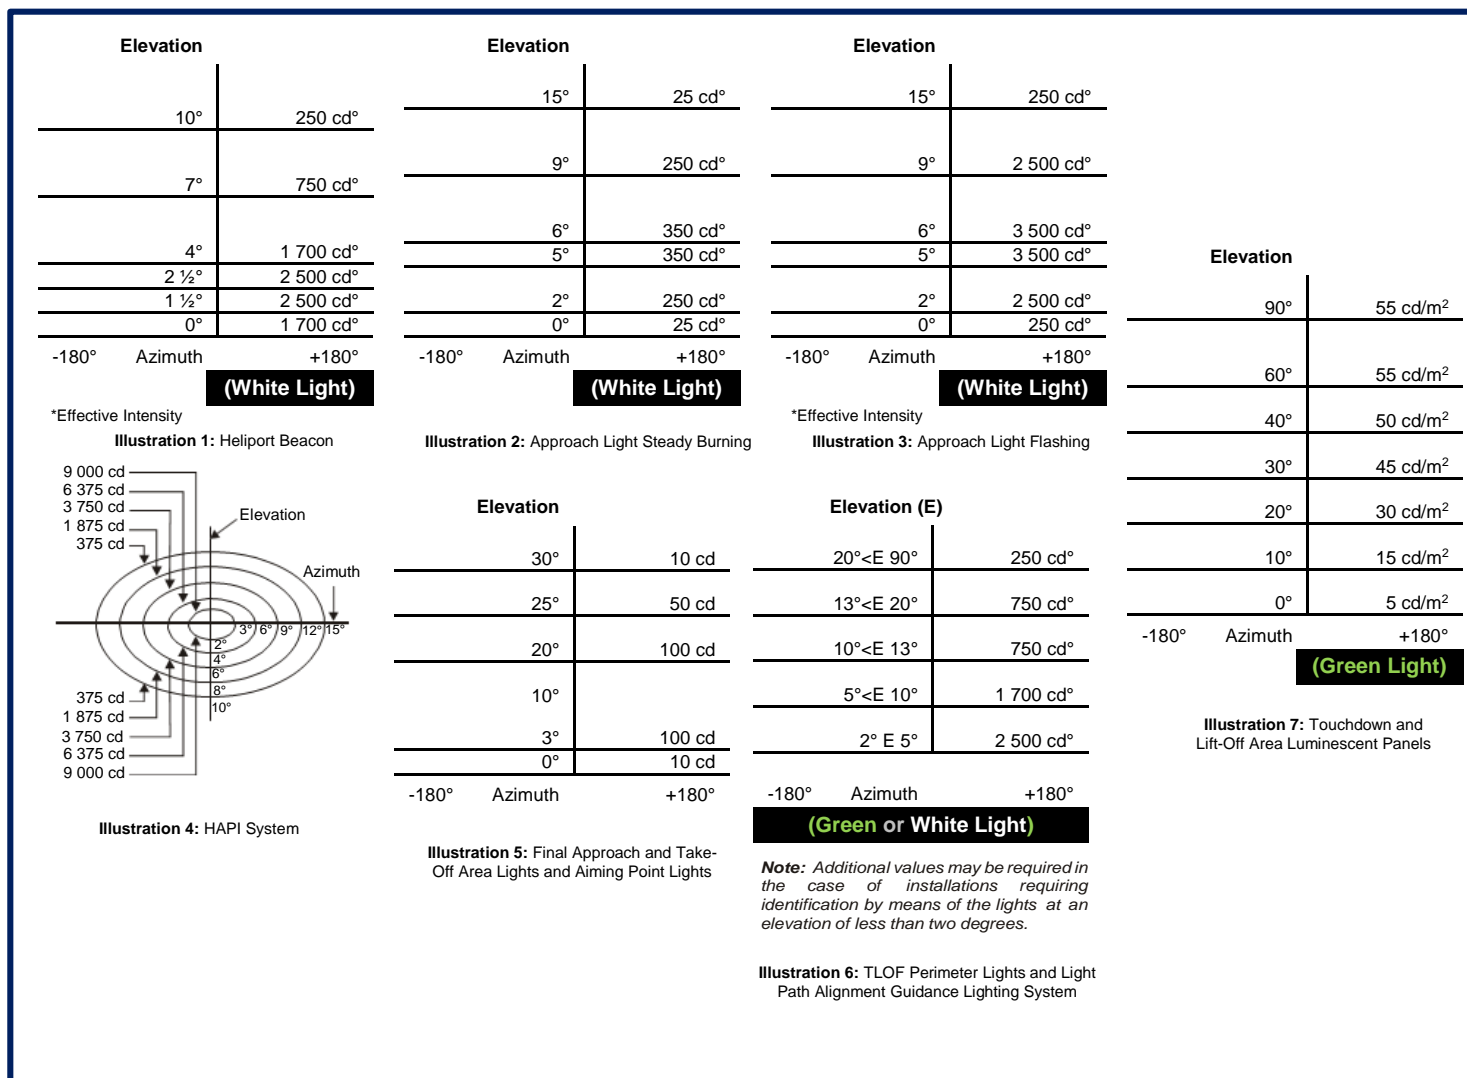 Elevation
10° 250 cd°
7° 750 cd°
4° 1 700 cd°
2 ½° 2 500 cd°
1 ½° 2 500 cd°
0° 1 700 cd°
-180° Azimuth +180°
(White Light)
*Effective Intensity
Illustration 1: Heliport Beacon
Elevation
15° 25 cd°
9° 250 cd°
6° 350 cd°
5° 350 cd°
2° 250 cd°
0° 25 cd°
-180° Azimuth +180°
(White Light)
Illustration 2: Approach Light Steady Burning
Elevation
15° 250 cd°
9° 2 500 cd°
6° 3 500 cd°
5° 3 500 cd°
2° 2 500 cd°
0° 250 cd°
-180° Azimuth +180°
(White Light)
*Effective Intensity
Illustration 3: Approach Light Flashing
9 000 cd
6 375 cd
3 750 cd
1 875 cd
375 cd
Elevation
Azimuth
3° 6° 9° 12° 15°
2°
4°
6°
8°
10°
375 cd
1 875 cd
3 750 cd
6 375 cd
9 000 cd
Illustration 4: HAPI System
Elevation
30° 10 cd
25° 50 cd
20° 100 cd
10°
3° 100 cd
0° 10 cd
-180° Azimuth +180°
Illustration 5: Final Approach and Take-
Off Area Lights and Aiming Point Lights
Elevation (E)
20°<E 90° 250 cd°
13°<E 20° 750 cd°
10°<E 13° 750 cd°
5°<E 10° 1 700 cd°
2° E 5° 2 500 cd°
-180° Azimuth +180°
(Green or White Light)
Note: Additional values may be required in
the case of installations requiring
identification by means of the lights at an
elevation of less than two degrees.
Illustration 6: TLOF Perimeter Lights and Light
Path Alignment Guidance Lighting System
Elevation
90° 55 cd/m²
60° 55 cd/m²
40° 50 cd/m²
30° 45 cd/m²
20° 30 cd/m²
10° 15 cd/m²
0° 5 cd/m²
-180° Azimuth +180°
(Green Light)
Illustration 7: Touchdown and
Lift-Off Area Luminescent Panels